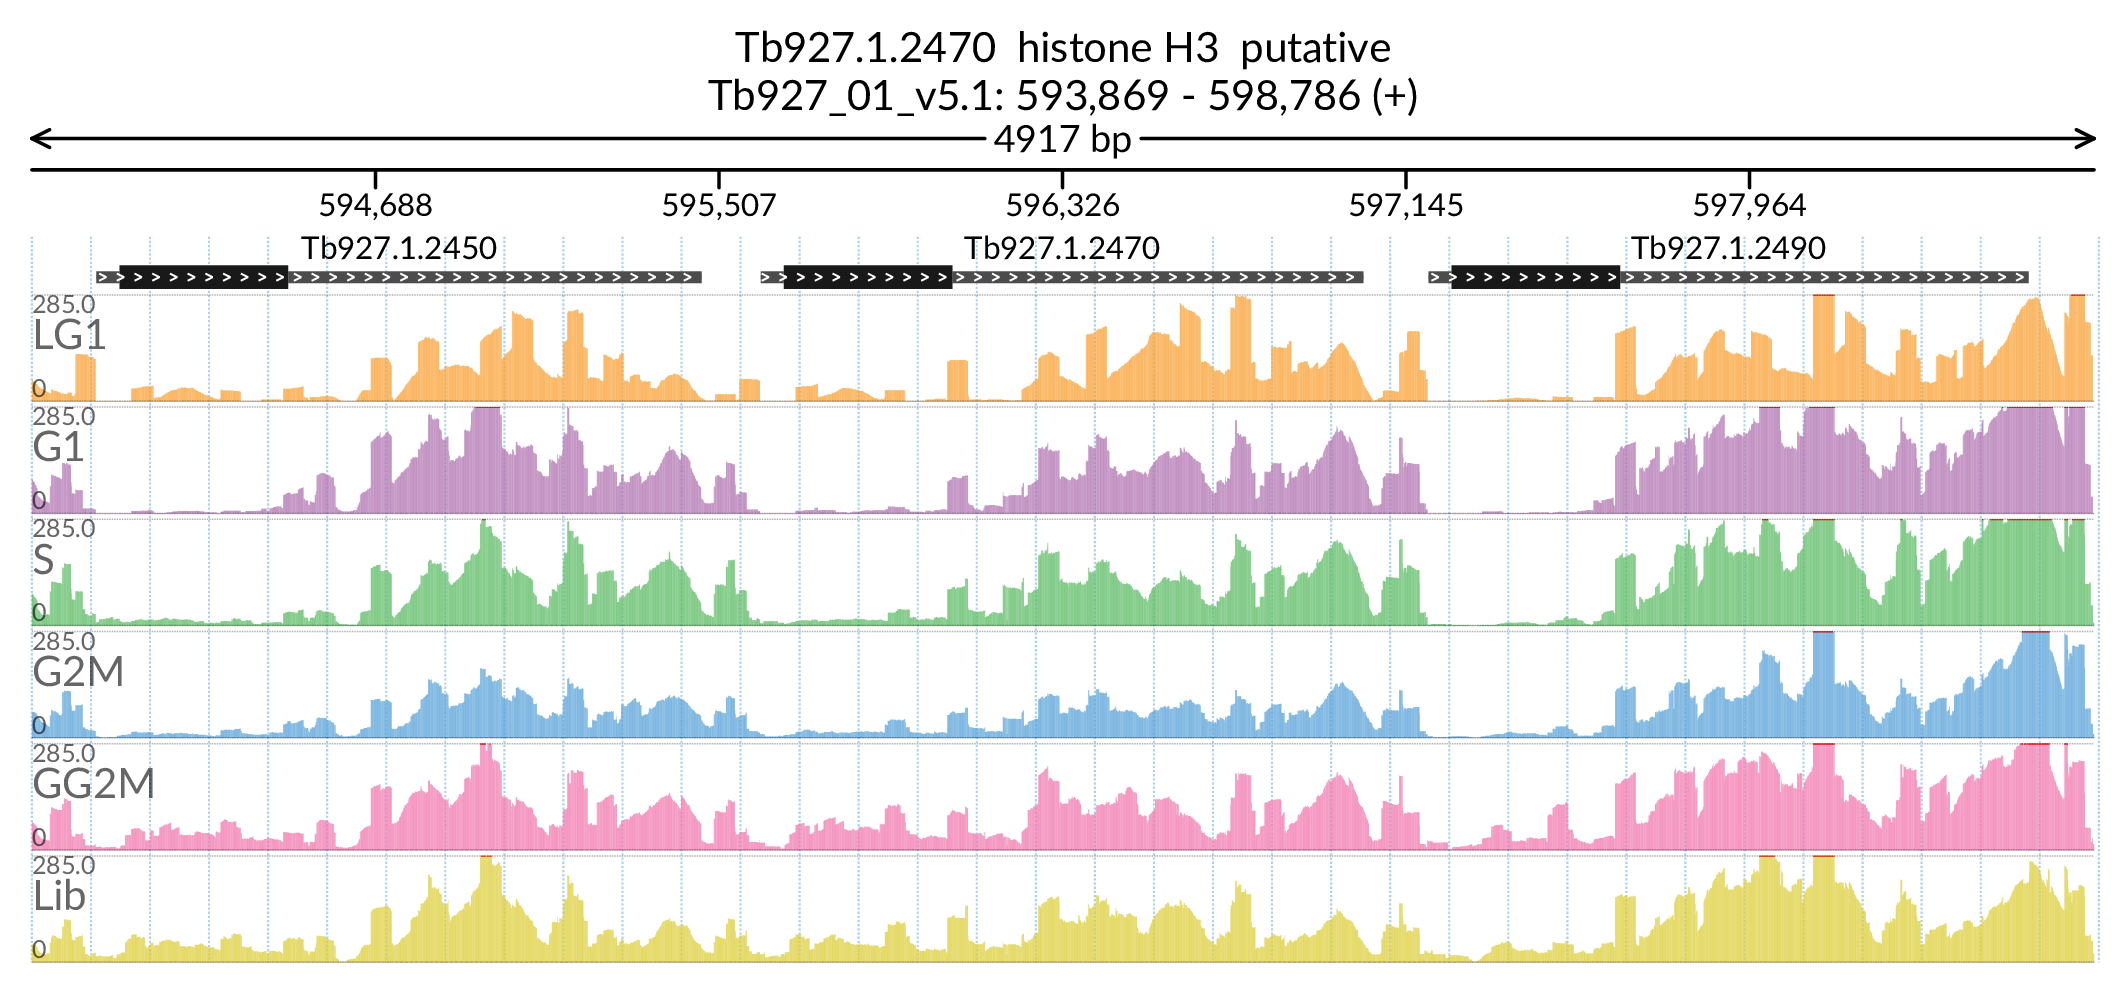 Tb927.1.2470 histone H3 putative
Tb927_01_v5.1: 593,869 - 598,786 (+)
4917 bp
594,688 595,507 596,326 597,145 597,964
Tb927.1.2450 Tb927.1.2470 Tb927.1.2490
285.0
LG1
0
285.0
G1
0
285.0
S
0
285.0
G2M
0
285.0
GG2M
0
285.0
Lib
0